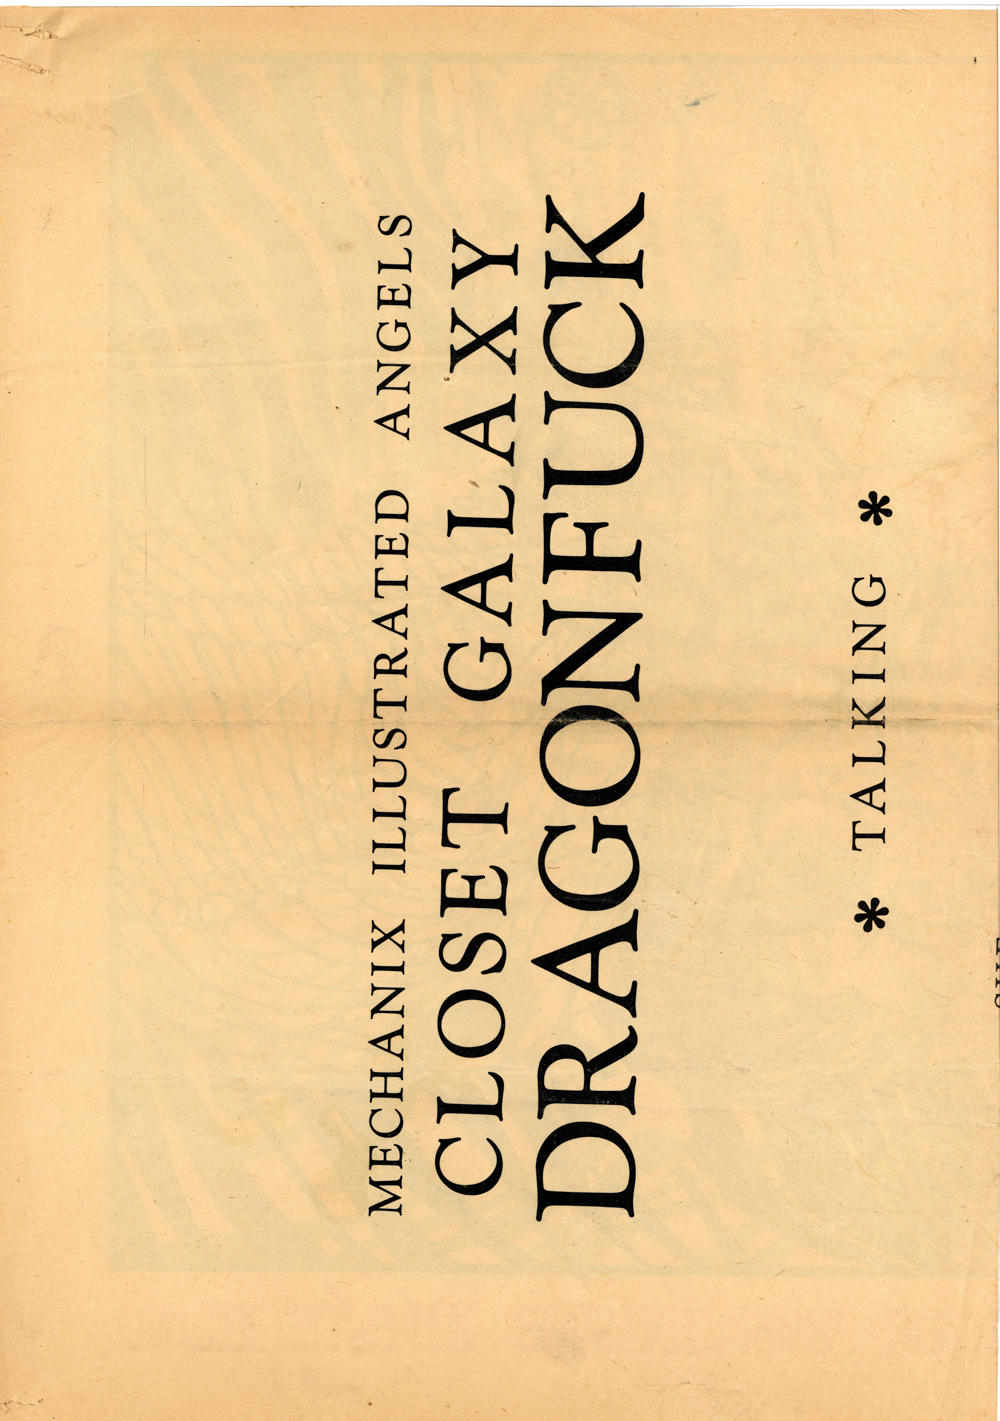 MECHANIX ILLUSTRATED ANGELS
CLOSET GALAXY
DRAGONFUCK
* TALKING *